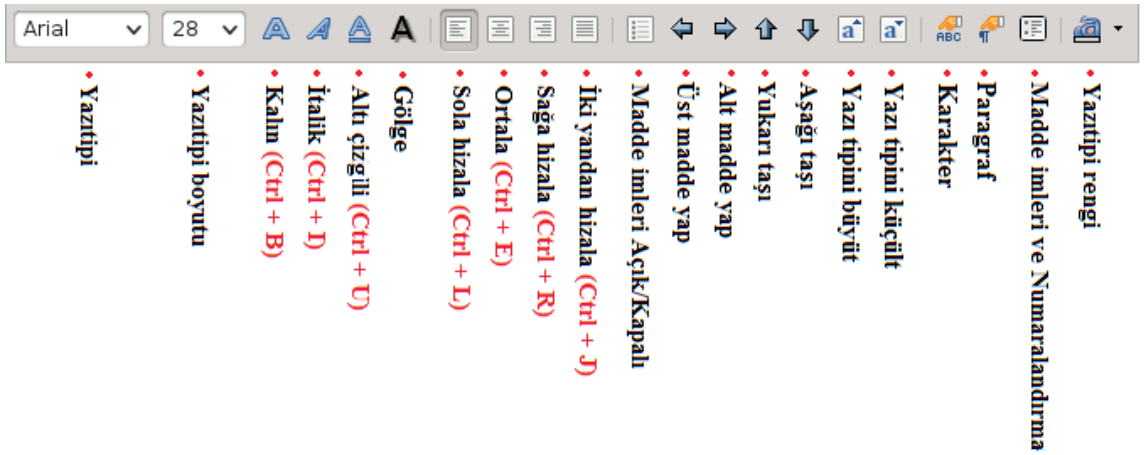 Arial
28
ABC
• Yazıtipi
• Yazıtipi boyutu
• Kalın (Ctrl + B)
• İtalik (Ctrl + I)
• Altı çizgili (Ctrl + U)
• Gölge
• Sola hizala (Ctrl + L)
• Ortala (Ctrl + E)
• Sağa hizala (Ctrl + R)
• İki yandan hizala (Ctrl + J)
• Madde imleri Açık/Kapalı
• Üst madde yap
• Alt madde yap
• Yukarı taşı
• Aşağı taşı
• Yazı tipini büyüt
• Yazı tipini küçült
• Karakter
• Paragraf
• Madde imleri ve Numaralandırma
• Yazıtipi rengi